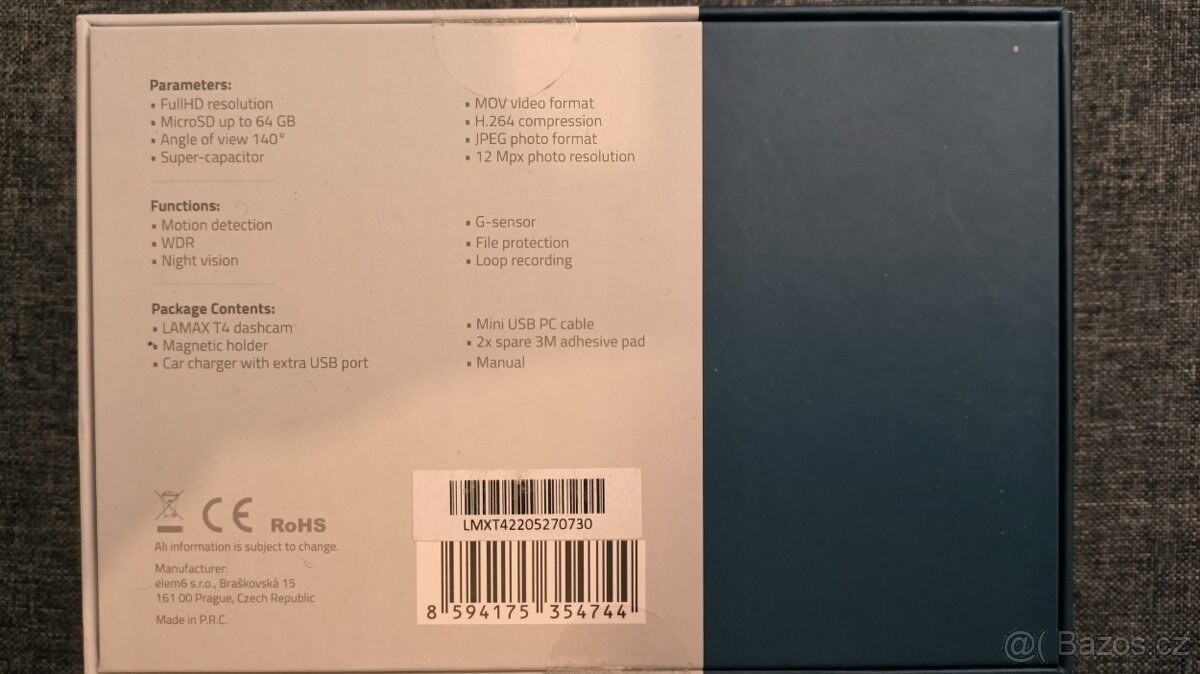 Parameters:
▪ FullHD resolution
▪ MicroSD up to 64 GB
▪ Angle of view 140°
▪ Super-capacitor
▪ MOV video format
▪ H.264 compression
▪ JPEG photo format
▪ 12 Mpx photo resolution
Functions:
▪ Motion detection
▪ WDR
▪ Night vision
▪ G-sensor
▪ File protection
▪ Loop recording
Package Contents:
▪ LAMAX T4 dashcam
▪ Magnetic holder
▪ Car charger with extra USB port
▪ Mini USB PC cable
▪ 2x spare 3M adhesive pad
▪ Manual
CE RoHS
All information is subject to change.
Manufacturer:
elem6 s.r.o., Braškovská 15
161 00 Prague, Czech Republic
Made in P.R.C.
LMXT42205270730
8 594175 354744
@( Bazos.cz